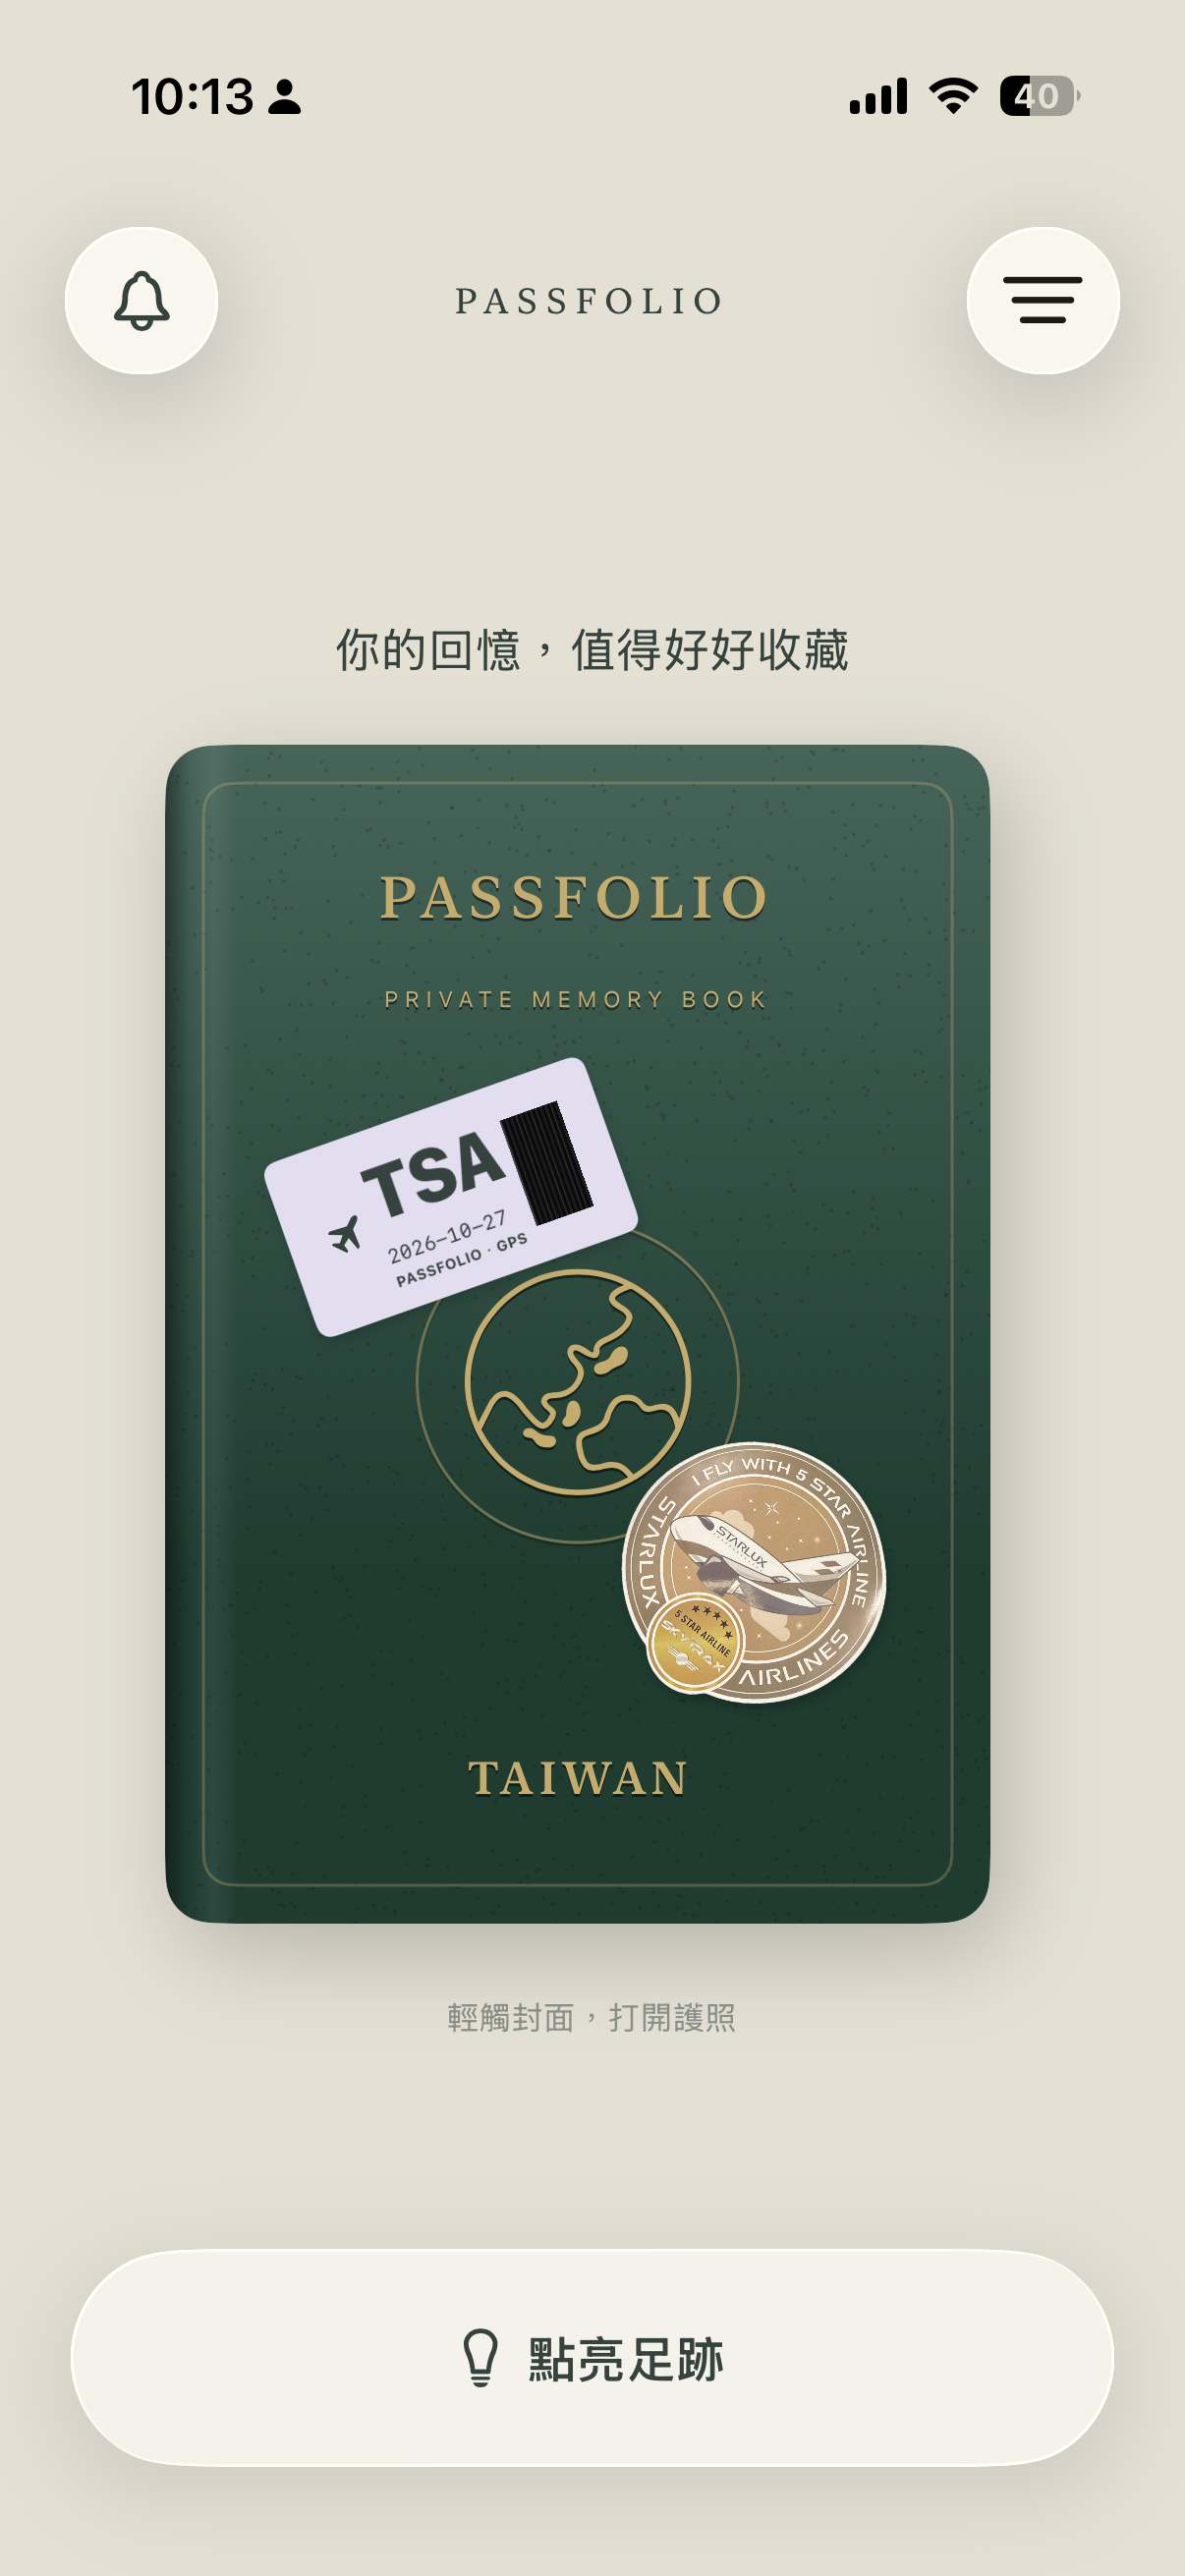 10:13
40
PASSFOLIO
你的回憶，值得好好收藏
PASSFOLIO
PRIVATE MEMORY BOOK
TSA
2026-10-27
PASSFOLIO · GPS
I FLY WITH 5 STAR AIRLINE
STARLUX
STARLUX
5 STAR AIRLINE
SKYTRAX
AIRLINES
TAIWAN
輕觸封面，打開護照
點亮足跡